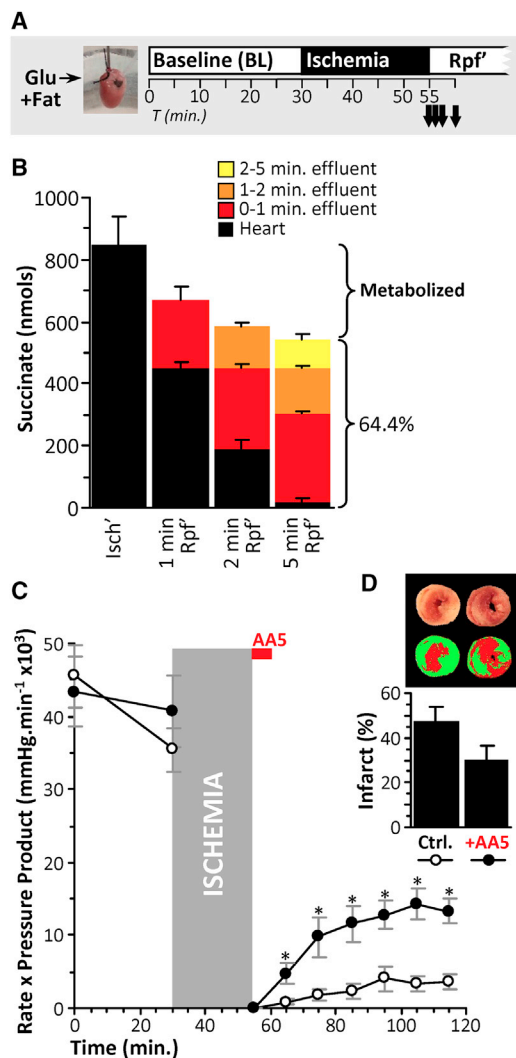 A
Glu
+Fat
Baseline (BL) Ischemia Rpf'
0 10 20 30 40 50 55
T (min.)
B
2-5 min. effluent
1-2 min. effluent
0-1 min. effluent
Heart
Succinate (nmols)
1000
800
600
400
200
0
Metabolized
64.4%
Isch'
1 min Rpf'
2 min Rpf'
5 min Rpf'
C
Rate x Pressure Product (mmHg.min⁻¹ x10³)
50
40
30
20
10
0
ISCHEMIA
AA5
* * * * * *
0 20 40 60 80 100 120
Time (min.)
D
Infarct (%)
60
40
20
0
Ctrl. +AA5